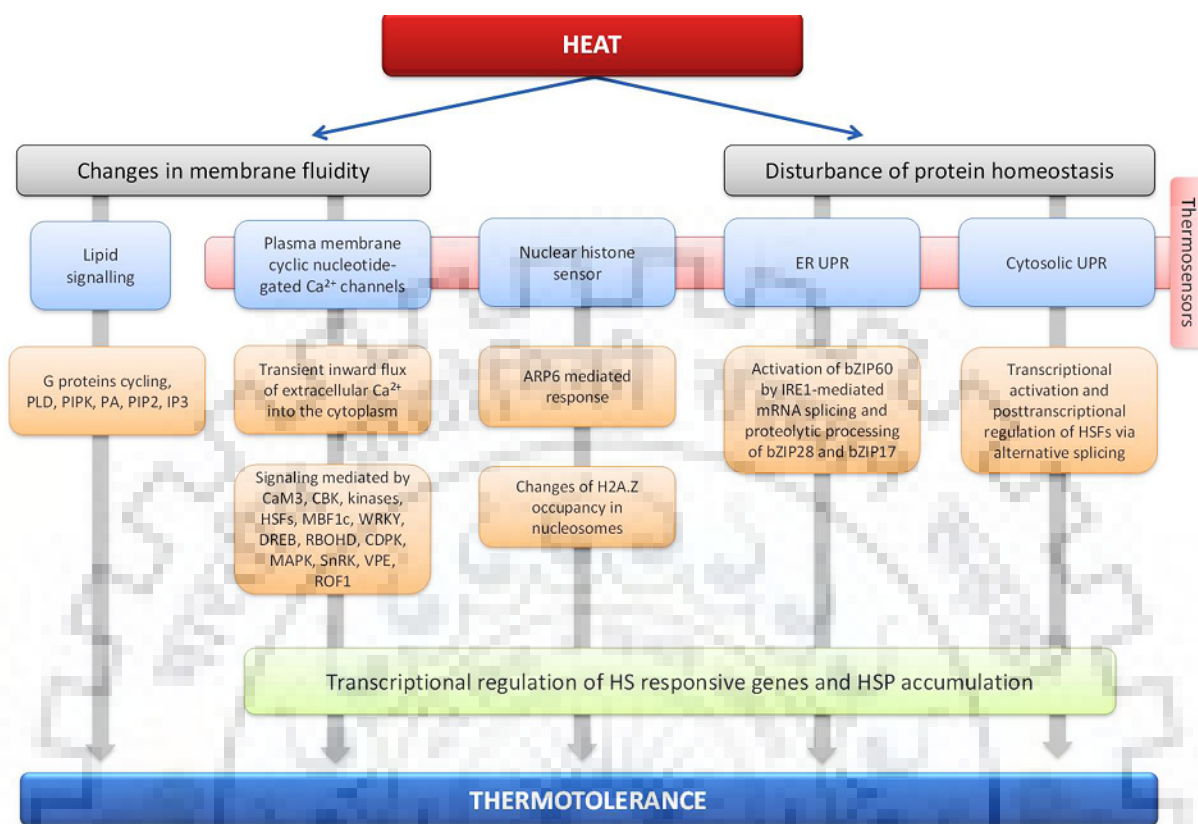 HEAT
Changes in membrane fluidity
Disturbance of protein homeostasis
Thermosensors
Lipid
signalling
Plasma membrane
cyclic nucleotide-
gated Ca²⁺ channels
Nuclear histone
sensor
ER UPR
Cytosolic UPR
G proteins cycling,
PLD, PIPK, PA, PIP2, IP3
Transient inward flux
of extracellular Ca²⁺
into the cytoplasm
ARP6 mediated
response
Activation of bZIP60
by IRE1-mediated
mRNA splicing and
proteolytic processing
of bZIP28 and bZIP17
Transcriptional
activation and
posttranscriptional
regulation of HSFs via
alternative splicing
Signaling mediated by
CaM3, CBK, kinases,
HSFs, MBF1c, WRKY,
DREB, RBOHD, CDPK,
MAPK, SnRK, VPE,
ROF1
Changes of H2A.Z
occupancy in
nucleosomes
Transcriptional regulation of HS responsive genes and HSP accumulation
THERMOTOLERANCE